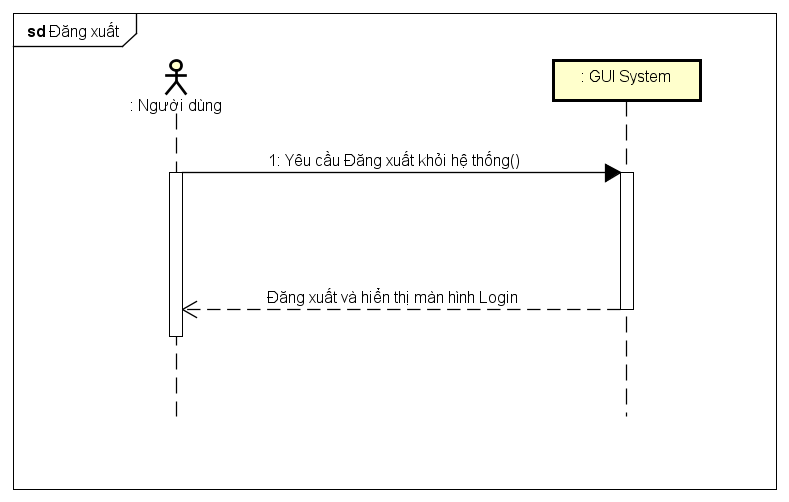 sd Đăng xuất
: Người dùng
: GUI System
1: Yêu cầu Đăng xuất khỏi hệ thống()
Đăng xuất và hiển thị màn hình Login